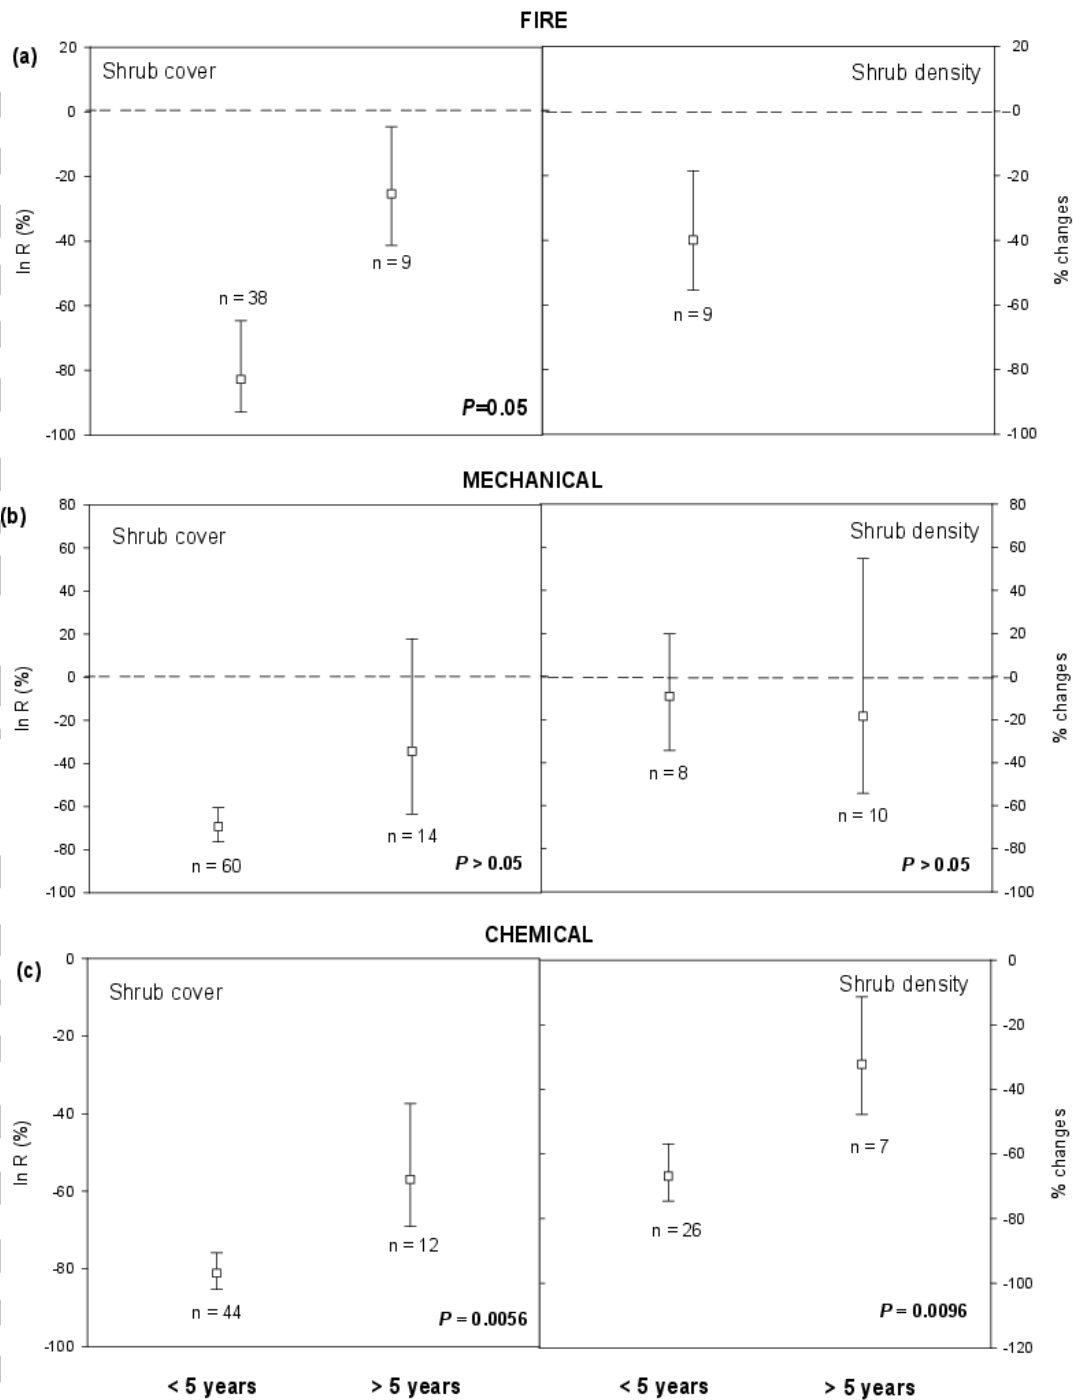 FIRE
(a)
Shrub cover
Shrub density
20
0
-20
-40
-60
-80
-100
ln R (%)
n = 38
n = 9
P=0.05
n = 9
20
0
-20
-40
-60
-80
-100
% changes
MECHANICAL
(b)
Shrub cover
Shrub density
80
60
40
20
0
-20
-40
-60
-80
-100
ln R (%)
n = 60
n = 14
P > 0.05
n = 8
n = 10
P > 0.05
80
60
40
20
0
-20
-40
-60
-80
-100
% changes
CHEMICAL
(c)
Shrub cover
Shrub density
0
-20
-40
-60
-80
-100
ln R (%)
n = 44
n = 12
P = 0.0056
n = 26
n = 7
P = 0.0096
0
-20
-40
-60
-80
-100
-120
% changes
< 5 years
> 5 years
< 5 years
> 5 years